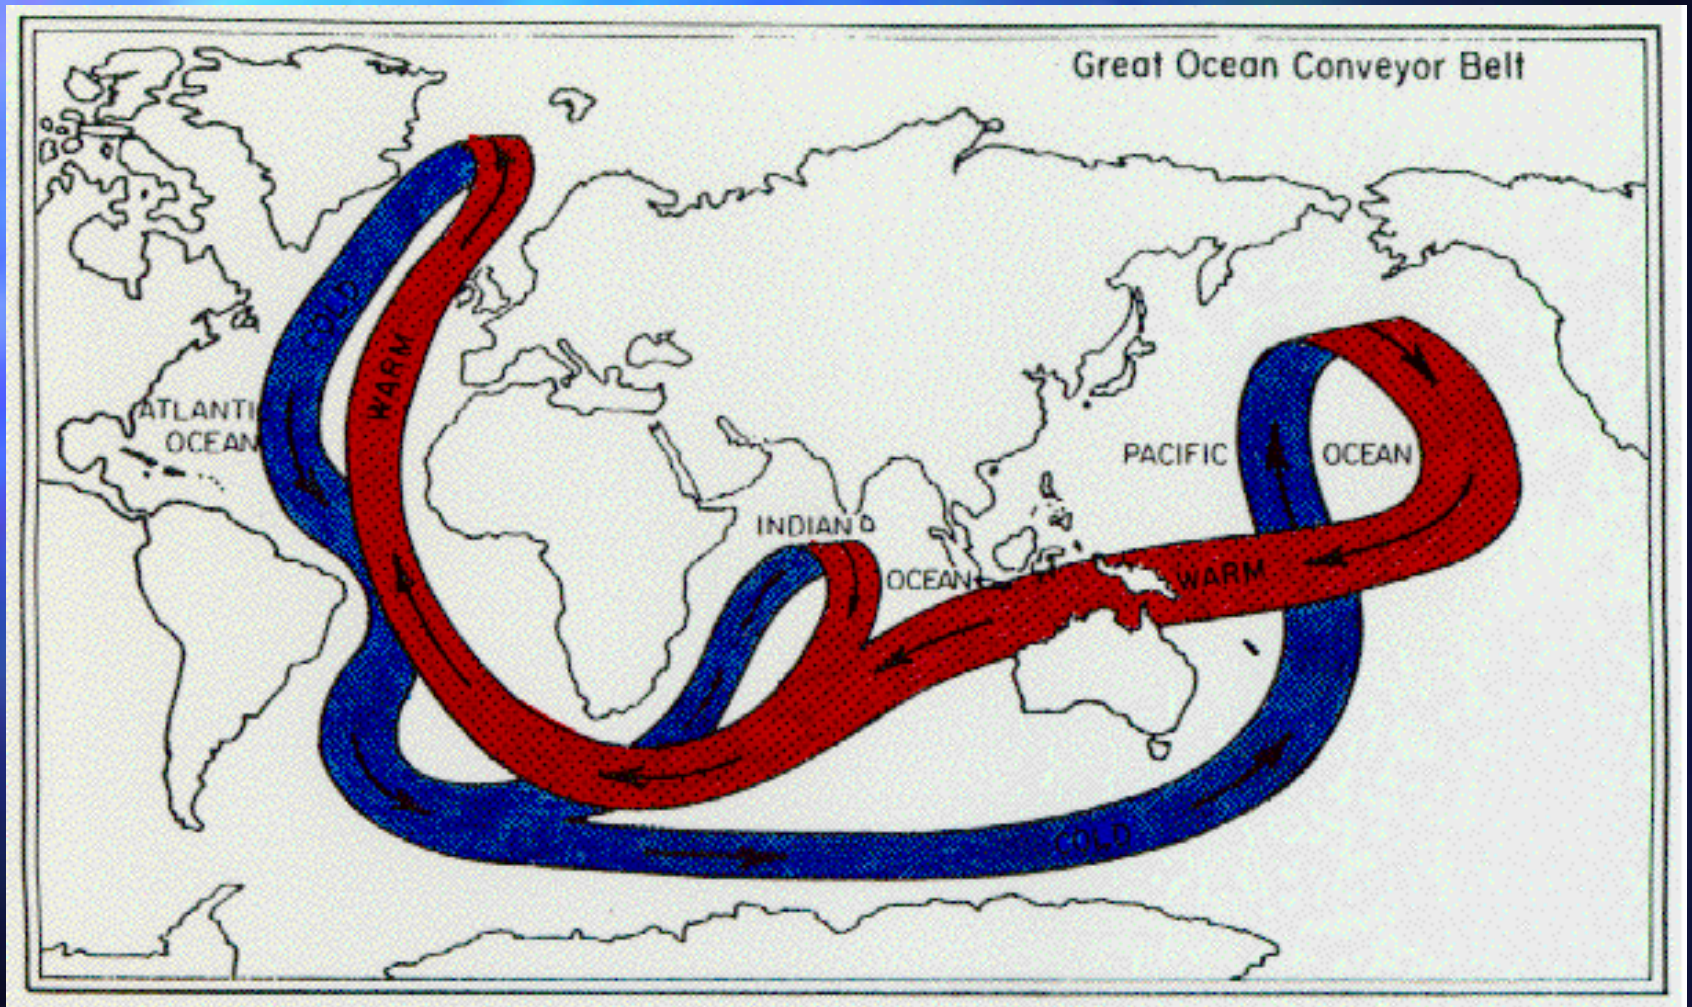 Great Ocean Conveyor Belt
COLD
WARM
ATLANTI
OCEAN
PACIFIC
OCEAN
INDIAN
OCEAN
WARM
COLD